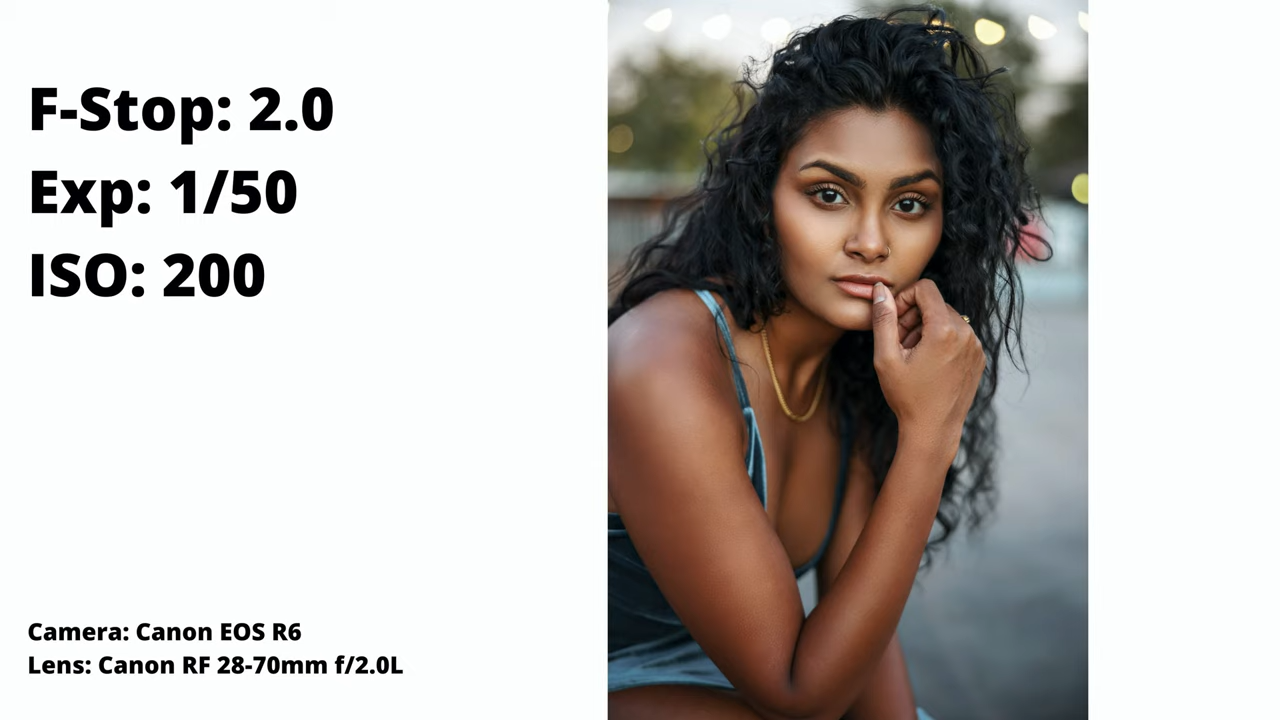 F-Stop: 2.0
Exp: 1/50
ISO: 200
Camera: Canon EOS R6
Lens: Canon RF 28-70mm f/2.0L